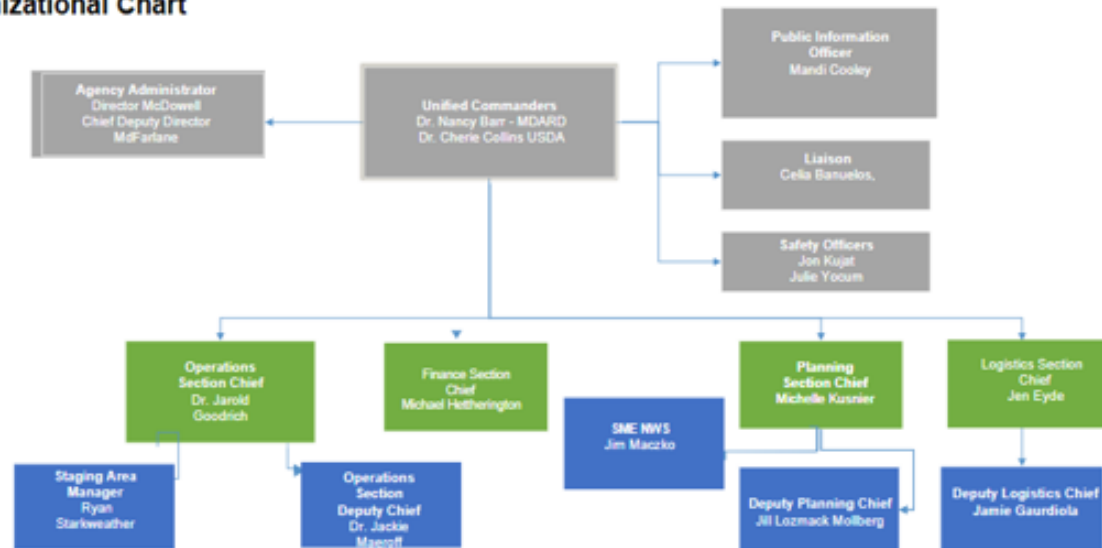 izational Chart
Public Information
Officer
Mandi Cooley
Agency Administrator
Director McDowell
Chief Deputy Director
MdFarlane
Unified Commanders
Dr. Nancy Barr - MDARD
Dr. Cherie Collins USDA
Liaison
Celia Banuelos,
Safety Officers
Jon Kujat
Julie Yocum
Operations
Section Chief
Dr. Jarold
Goodrich
Finance Section
Chief
Michael Hettherington
Planning
Section Chief
Michelle Kusnier
Logistics Section
Chief
Jen Eyde
SME NWS
Jim Maczko
Staging Area
Manager
Ryan
Starkweather
Operations
Section
Deputy Chief
Dr. Jackie
Maeroff
Deputy Planning Chief
Jill Lozmack Mollberg
Deputy Logistics Chief
Jamie Gaurdiola